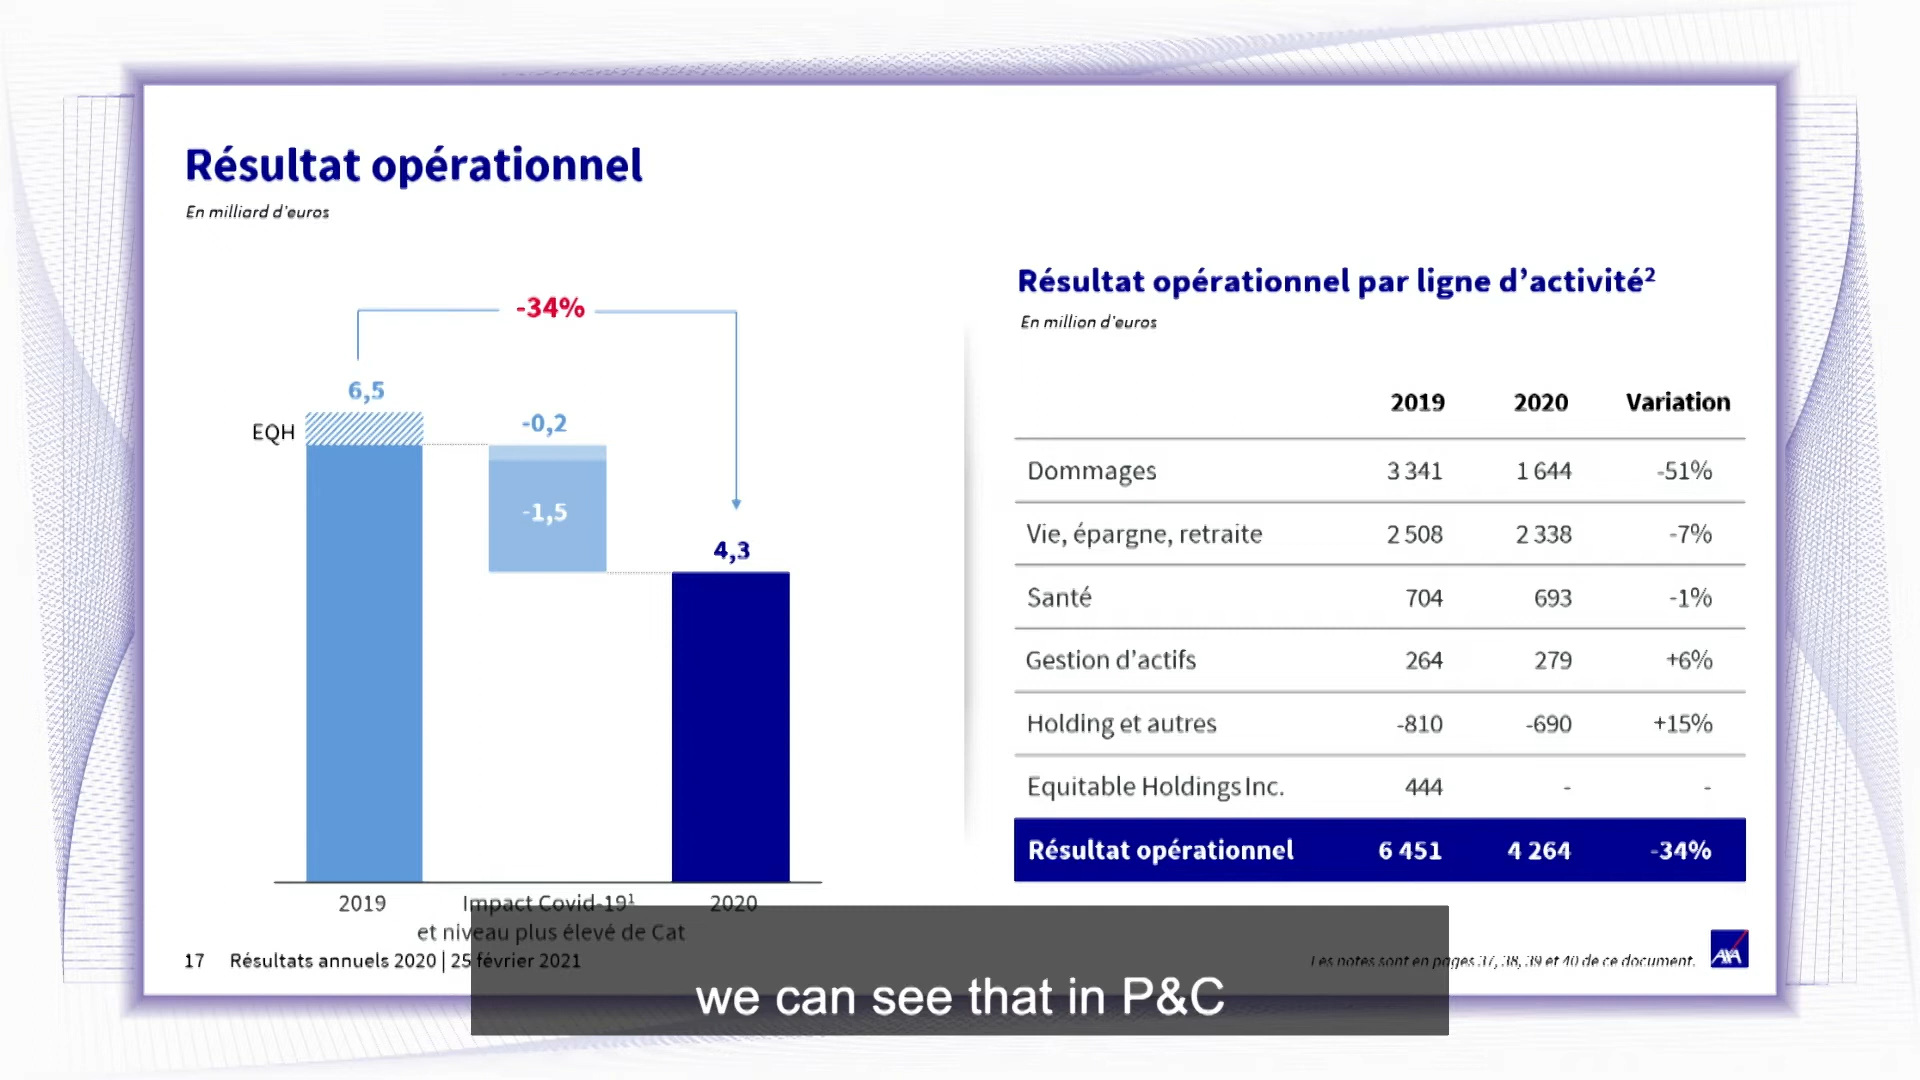 Résultat opérationnel
En milliard d'euros
-34%
6,5
EQH
-0,2
-1,5
4,3
2019
Impact Covid-19¹
et niveau plus élevé de Cat
2020
Résultat opérationnel par ligne d'activité²
En million d'euros
2019 2020 Variation
Dommages 3 341 1 644 -51%
Vie, épargne, retraite 2 508 2 338 -7%
Santé 704 693 -1%
Gestion d'actifs 264 279 +6%
Holding et autres -810 -690 +15%
Equitable Holdings Inc. 444 - -
Résultat opérationnel 6 451 4 264 -34%
17 Résultats annuels 2020 | 25 février 2021
Les notes sont en pages 37, 38, 39 et 40 de ce document.
AXA
we can see that in P&C